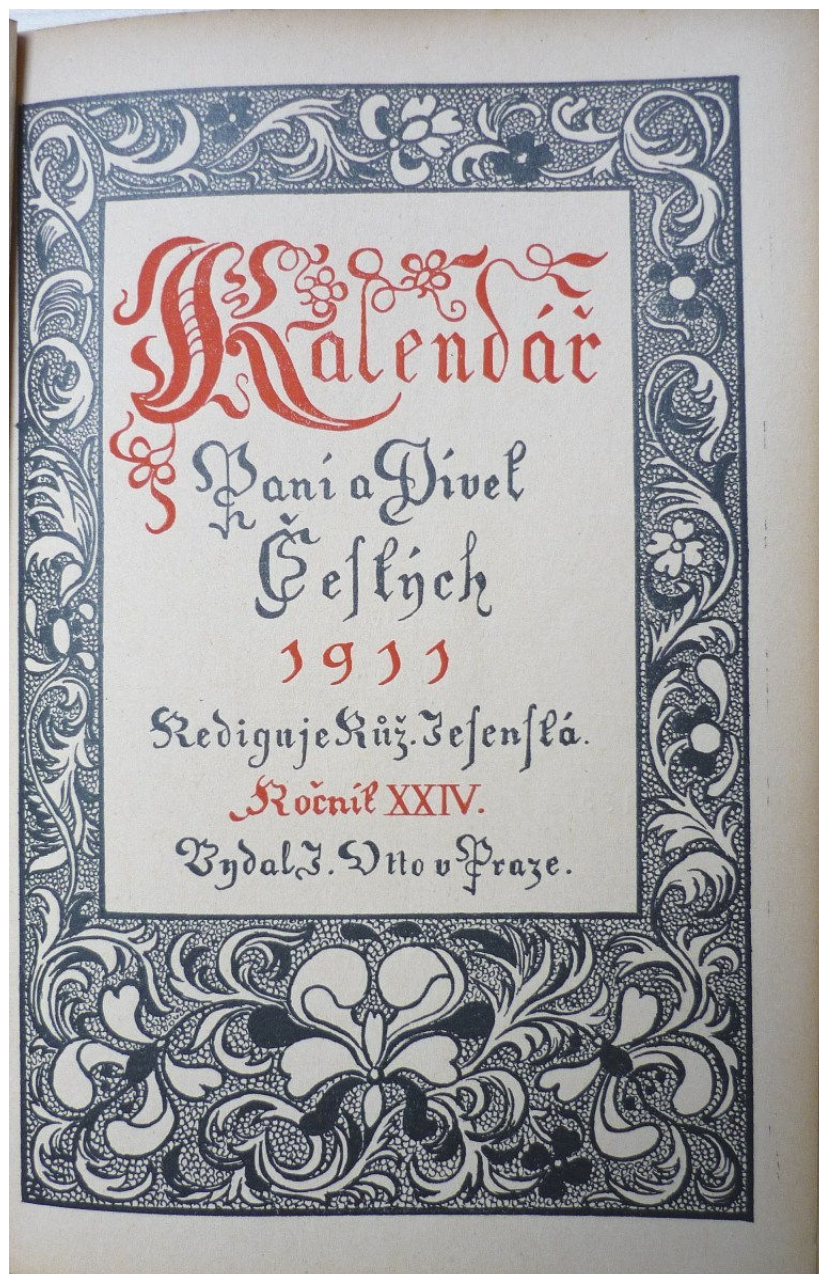 Kalendář
Paní a Dívek
Českých
1911
Rediguje Růž. Jesenská.
Ročník XXIV.
Vydal J. Otto v Praze.